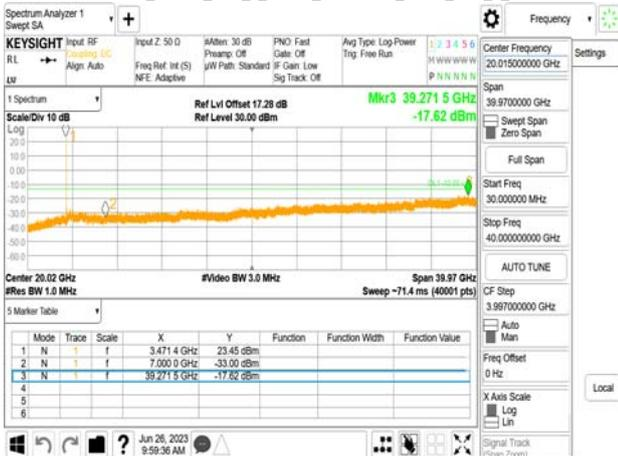 Spectrum Analyzer 1
Swept SA
+
Frequency
KEYSIGHT Input: RF Input Z: 50 Ω #Atten: 30 dB PNO: Fast Avg Type: Log-Power 1 2 3 4 5 6
RL Coupling: DC Preamp: Off Gate: Off Trig: Free Run M W W W W W
Align: Auto Freq Ref: Int (S) µW Path: Standard IF Gain: Low P N N N N N
NFE: Adaptive Sig Track: Off
1 Spectrum
Ref Lvl Offset 17.28 dB
Mkr3 39.271 5 GHz
Scale/Div 10 dB
Ref Level 30.00 dBm
-17.62 dBm
Log
20.0
10.0
0.00
-10.0
-20.0
-30.0
-40.0
-50.0
-60.0
1
2
Center 20.02 GHz #Video BW 3.0 MHz Span 39.97 GHz
#Res BW 1.0 MHz Sweep ~71.4 ms (40001 pts)
5 Marker Table
Mode Trace Scale X Y Function Function Width Function Value
1 N 1 f 3.471 4 GHz 23.45 dBm
2 N 1 f 7.000 0 GHz -33.00 dBm
3 N 1 f 39.271 5 GHz -17.62 dBm
4
5
6
? Jun 26, 2023
9:59:36 AM
Center Frequency
20.015000000 GHz
Settings
Span
39.9700000 GHz
Swept Span
Zero Span
Full Span
Start Freq
30.000000 MHz
Stop Freq
40.000000000 GHz
AUTO TUNE
CF Step
3.997000000 GHz
Auto
Man
Freq Offset
0 Hz
Local
X Axis Scale
Log
Lin
Signal Track
(Span Zoom)